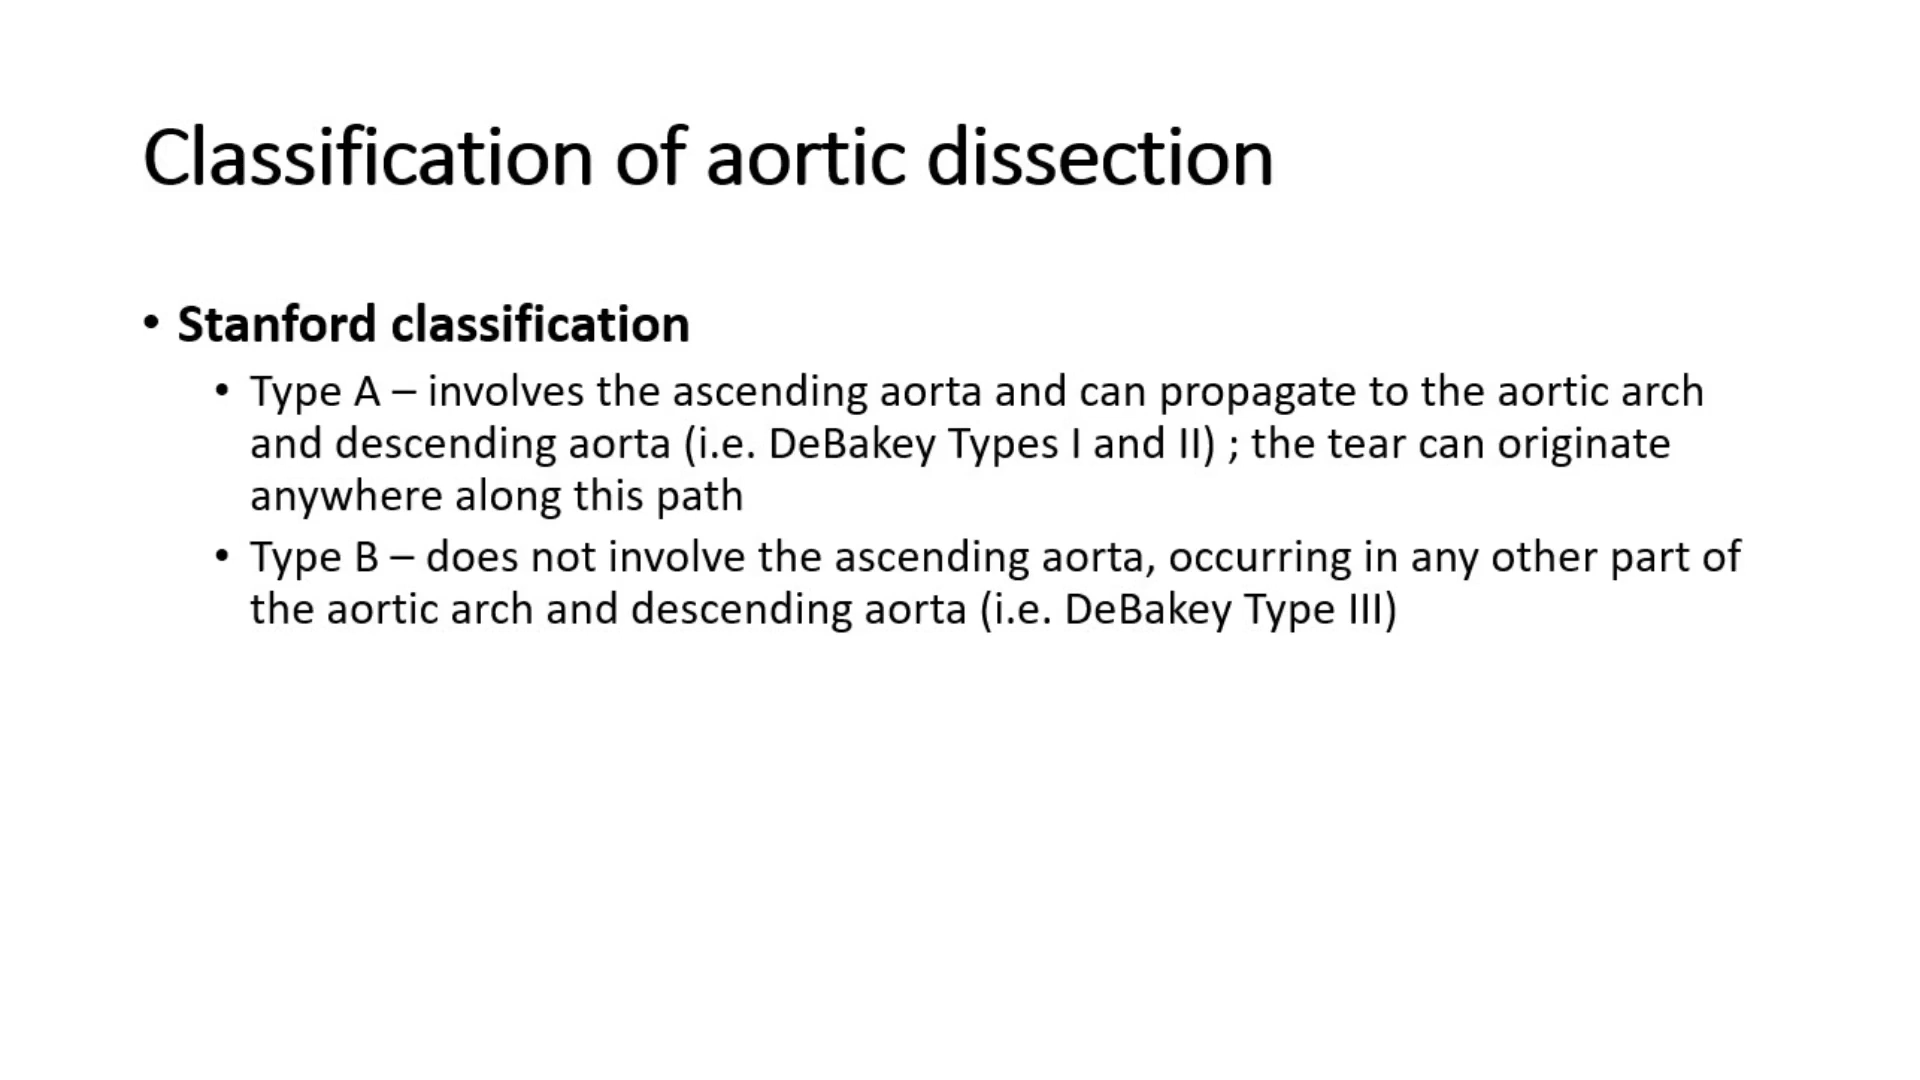 Classification of aortic dissection
• Stanford classification
• Type A – involves the ascending aorta and can propagate to the aortic arch
and descending aorta (i.e. DeBakey Types I and II) ; the tear can originate
anywhere along this path
• Type B – does not involve the ascending aorta, occurring in any other part of
the aortic arch and descending aorta (i.e. DeBakey Type III)